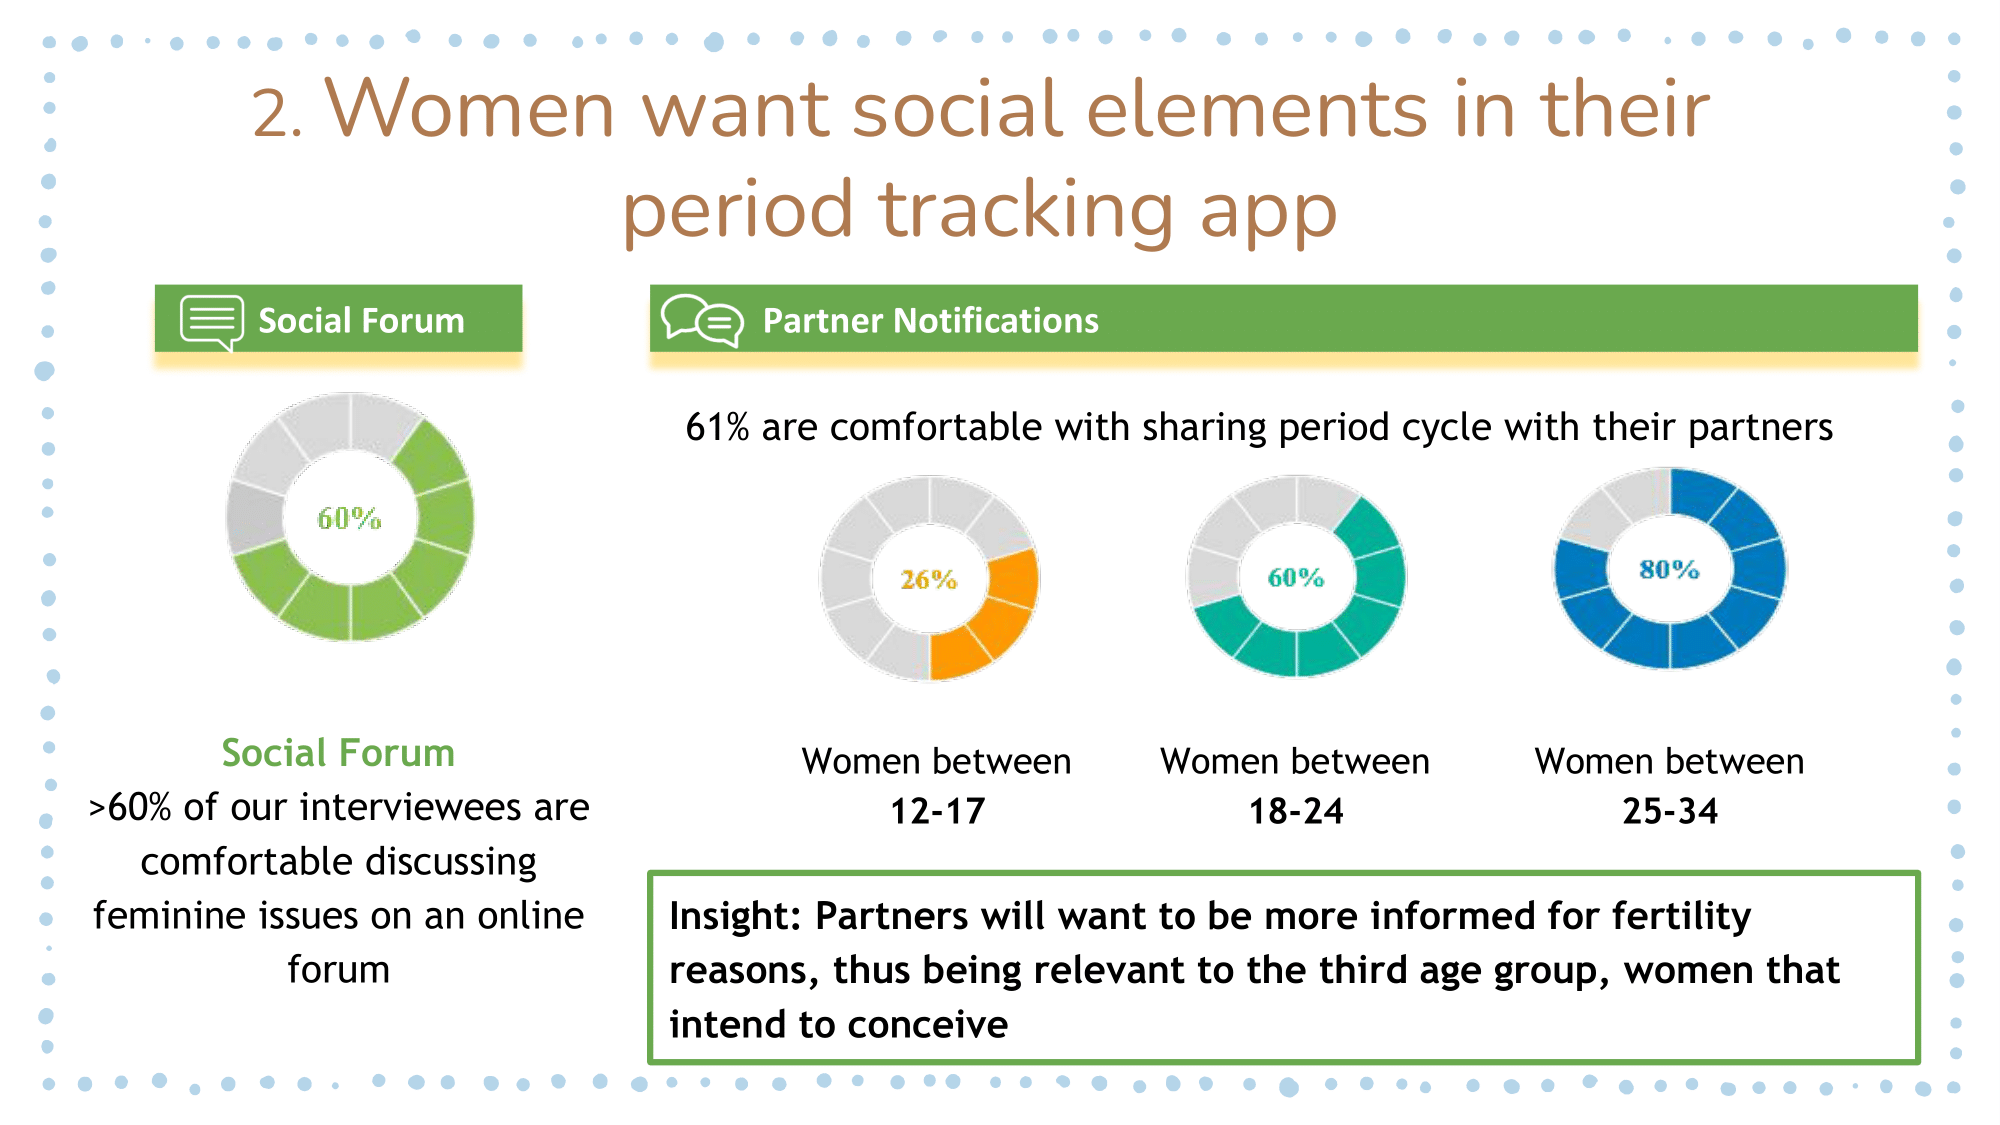 2. Women want social elements in their
period tracking app
Social Forum
60%
Social Forum
>60% of our interviewees are
comfortable discussing
feminine issues on an online
forum
Partner Notifications
61% are comfortable with sharing period cycle with their partners
26%
60%
80%
Women between
12-17
Women between
18-24
Women between
25-34
Insight: Partners will want to be more informed for fertility
reasons, thus being relevant to the third age group, women that
intend to conceive